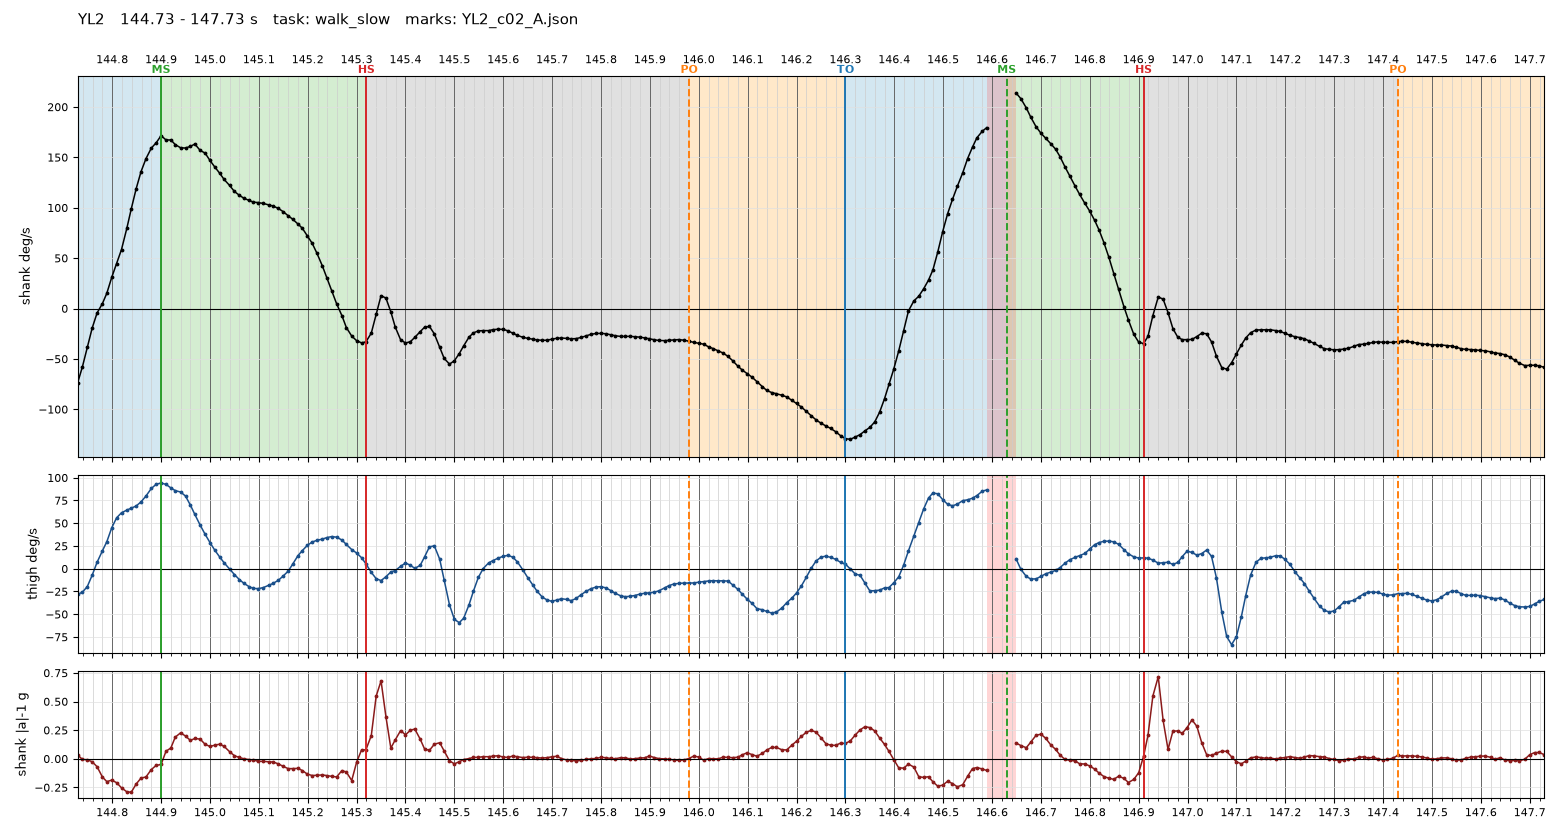 YL2   144.73 - 147.73 s   task: walk_slow   marks: YL2_c02_A.json
144.8 144.9 145.0 145.1 145.2 145.3 145.4 145.5 145.6 145.7 145.8 145.9 146.0 146.1 146.2 146.3 146.4 146.5 146.6 146.7 146.8 146.9 147.0 147.1 147.2 147.3 147.4 147.5 147.6 147.7
MS HS PO TO MS HS PO
shank deg/s
200
150
100
50
0
−50
−100
thigh deg/s
100
75
50
25
0
−25
−50
−75
shank |a|-1 g
0.75
0.50
0.25
0.00
−0.25
144.8 144.9 145.0 145.1 145.2 145.3 145.4 145.5 145.6 145.7 145.8 145.9 146.0 146.1 146.2 146.3 146.4 146.5 146.6 146.7 146.8 146.9 147.0 147.1 147.2 147.3 147.4 147.5 147.6 147.7